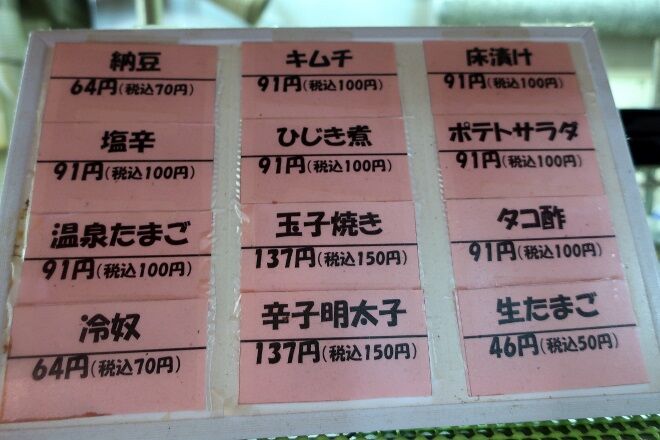 納豆
64円(税込70円)
塩辛
91円(税込100円)
温泉たまご
91円(税込100円)
冷奴
64円(税込70円)
キムチ
91円(税込100円)
ひじき煮
91円(税込100円)
玉子焼き
137円(税込150円)
辛子明太子
137円(税込150円)
床漬け
91円(税込100円)
ポテトサラダ
91円(税込100円)
タコ酢
91円(税込100円)
生たまご
46円(税込50円)